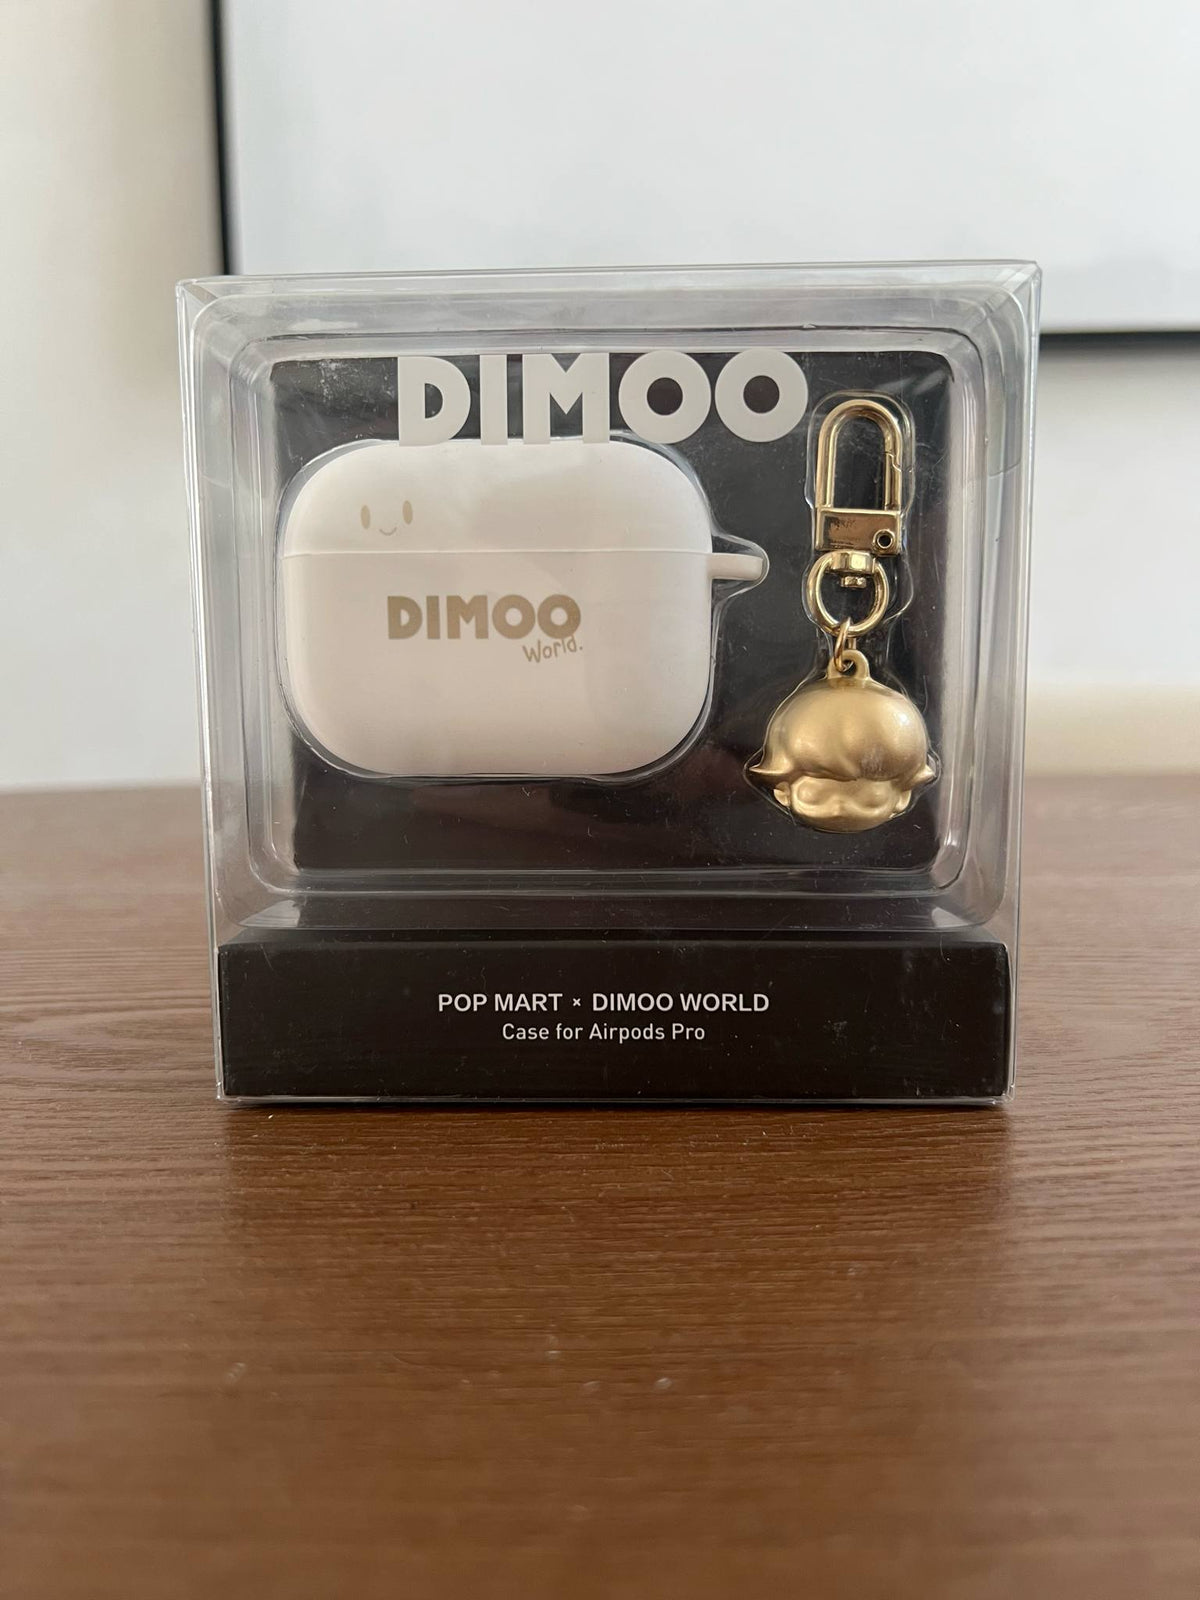 DIMOO
DIMOO
World.
POP MART × DIMOO WORLD
Case for Airpods Pro